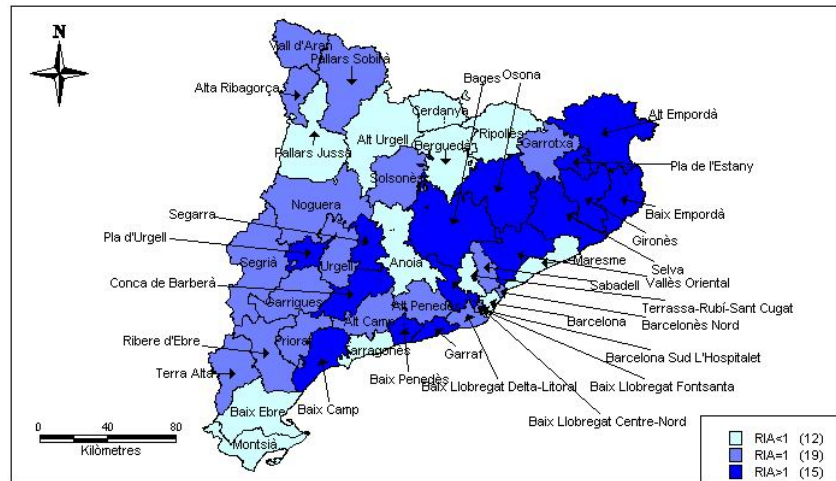 N
Vall d'Aran
Pallars Sobirà
Alta Ribagorça
Pallars Jussà
Alt Urgell
Cerdanya
Berguedà
Ripollès
Garrotxa
Bages
Osona
Alt Empordà
Pla de l'Estany
Baix Empordà
Gironès
Selva
Vallès Oriental
Maresme
Sabadell
Terrassa-Rubí-Sant Cugat
Barcelonès Nord
Barcelona
Barcelona Sud L'Hospitalet
Baix Llobregat Fontsanta
Baix Llobregat Centre-Nord
Baix Llobregat Delta-Litoral
Garraf
Baix Penedès
Baix Camp
Solsonès
Noguera
Segarra
Pla d'Urgell
Segrià
Urgell
Anoia
Conca de Barberà
Garrigues
Alt Penedès
Alt Camp
Tarragonès
Priorat
Ribere d'Ebre
Terra Alta
Baix Ebre
Montsià
0 40 80
Kilòmetres
RIA<1 (12)
RIA=1 (19)
RIA>1 (15)